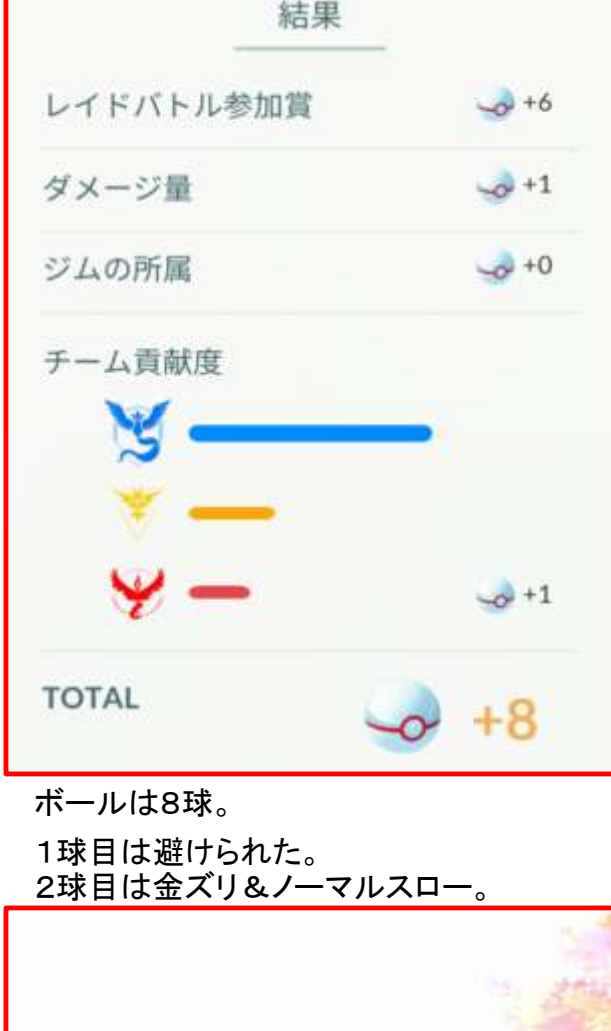 結果
レイドバトル参加賞 +6
ダメージ量 +1
ジムの所属 +0
チーム貢献度
+1
TOTAL +8
ボールは8球。
1球目は避けられた。
2球目は金ズリ&ノーマルスロー。